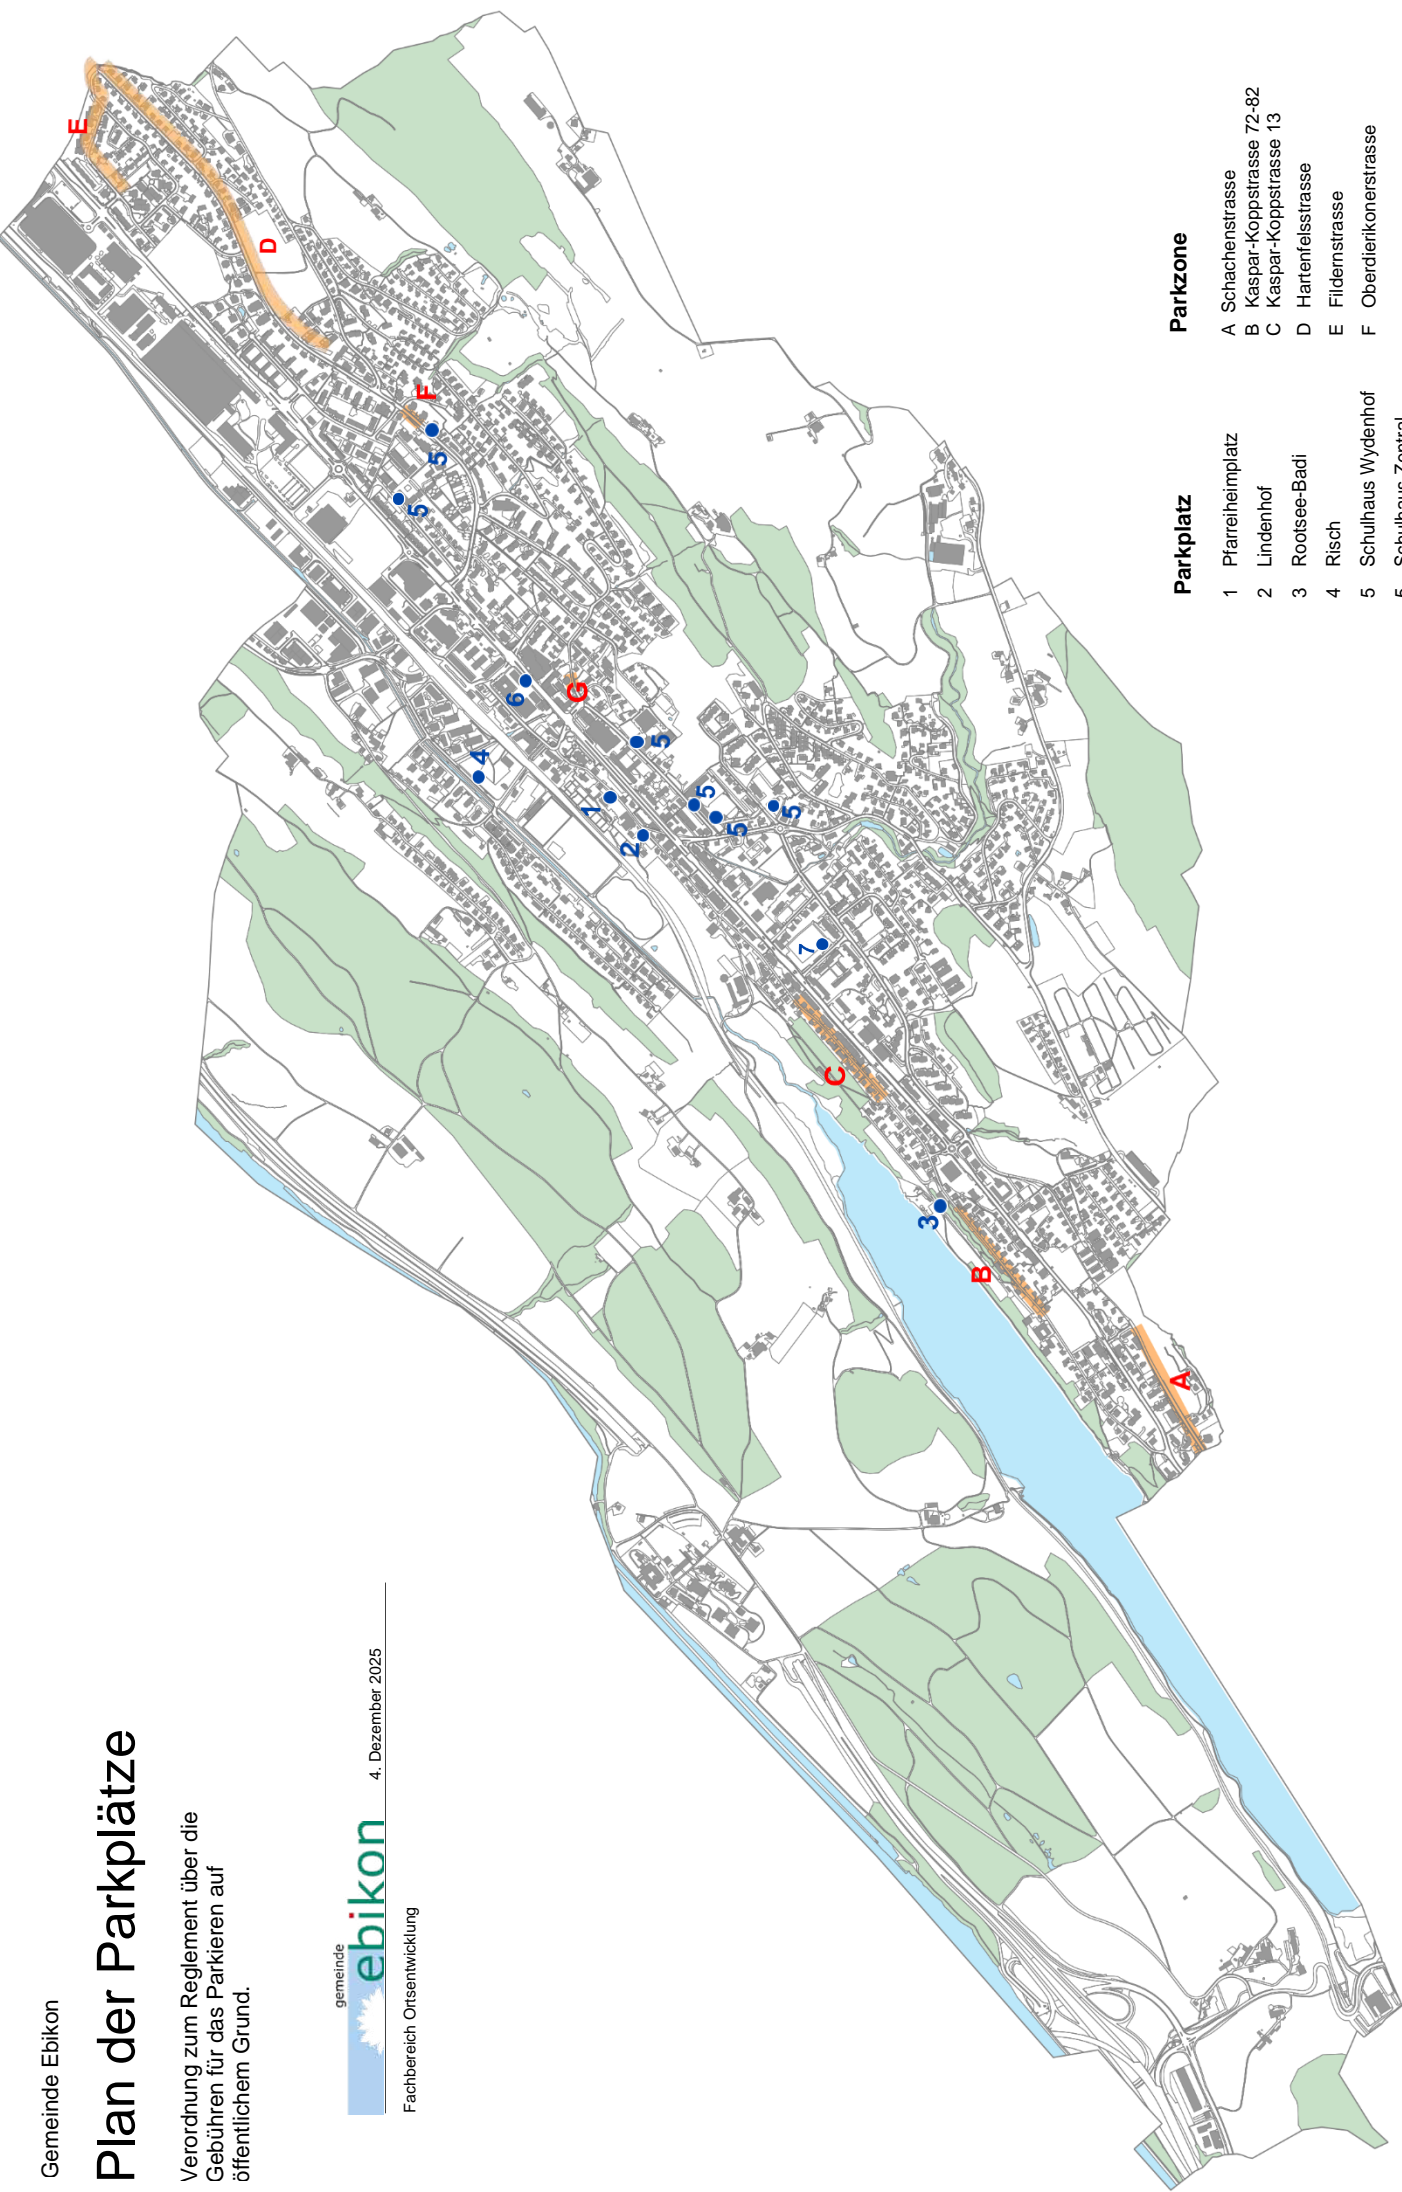 Gemeinde Ebikon
Plan der Parkplätze
Verordnung zum Reglement über die
Gebühren für das Parkieren auf
öffentlichem Grund.
gemeinde
ebikon
4. Dezember 2025
Fachbereich Ortsentwicklung
E
D
F
5
5
6
G
4
5
1
2
5
5
5
7
C
3
B
A
Parkplatz
1 Pfarreiheimplatz
2 Lindenhof
3 Rootsee-Badi
4 Risch
5 Schulhaus Wydenhof
5 Schulhaus Zentral
Parkzone
A Schachenstrasse
B Kaspar-Koppstrasse 72-82
C Kaspar-Koppstrasse 13
D Hartenfelsstrasse
E Fildernstrasse
F Oberdierikonerstrasse